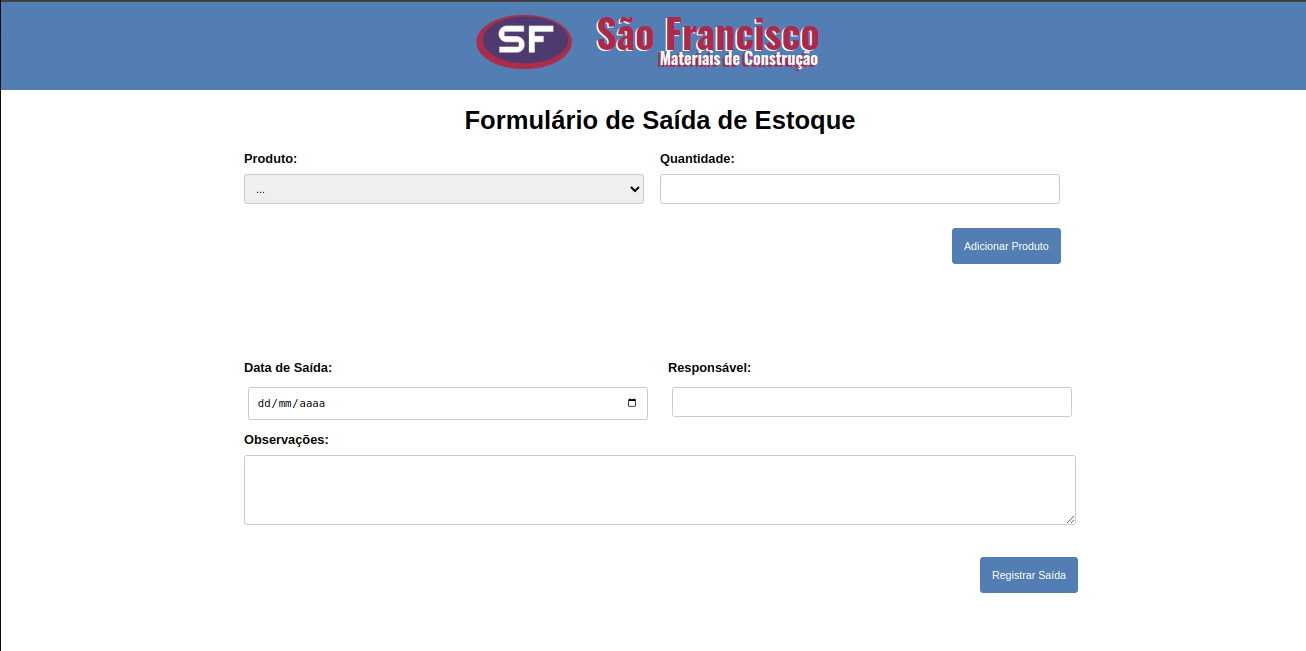 SF
São Francisco
Materiais de Construção
Formulário de Saída de Estoque
Produto: Quantidade:
...
Adicionar Produto
Data de Saída: Responsável:
dd/mm/aaaa
Observações:
Registrar Saída